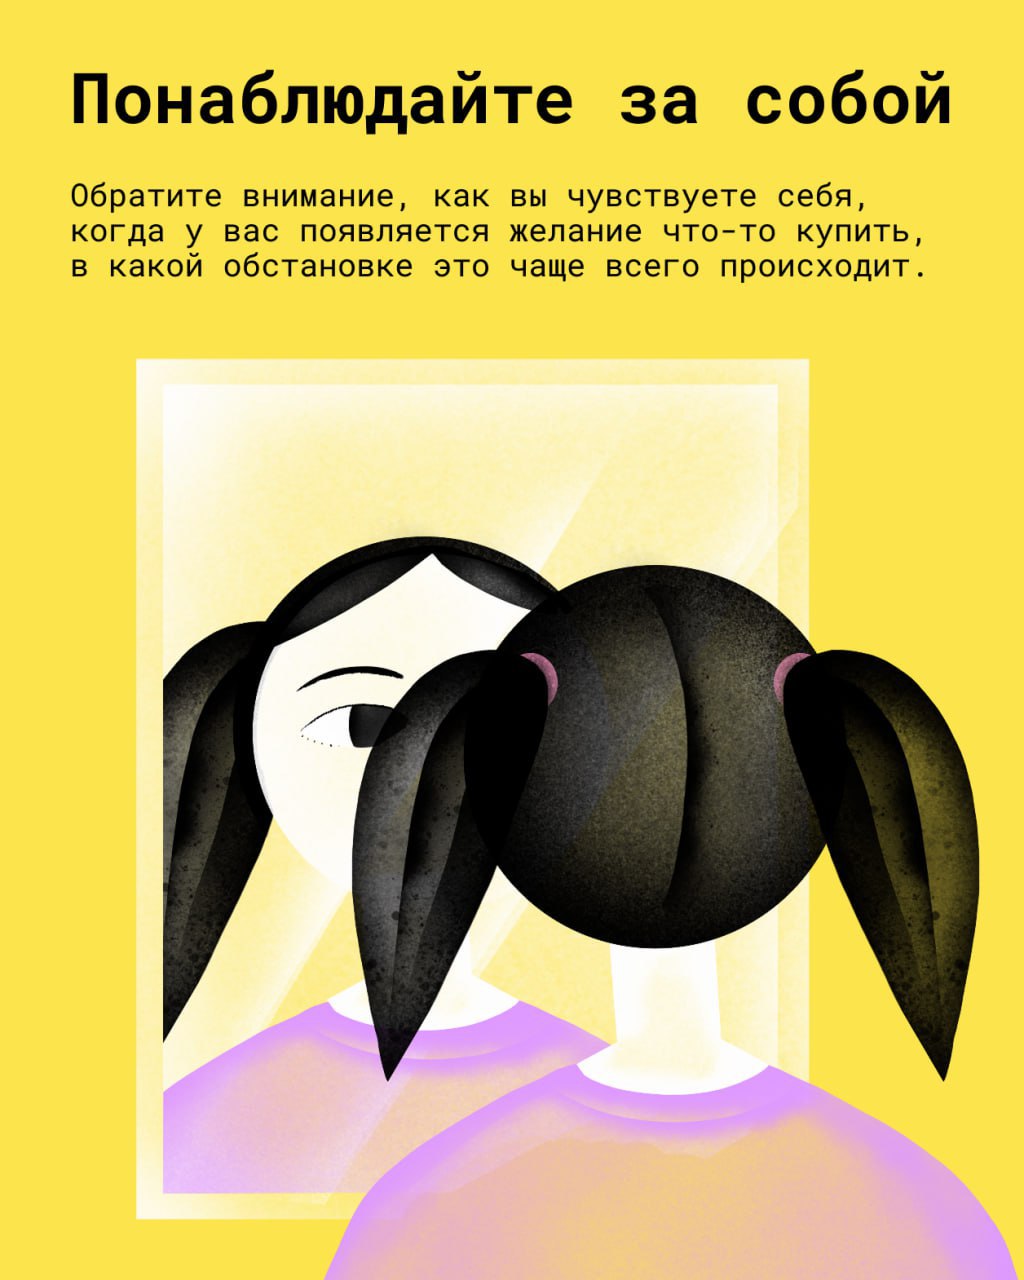 Понаблюдайте за собой
Обратите внимание, как вы чувствуете себя,
когда у вас появляется желание что-то купить,
в какой обстановке это чаще всего происходит.